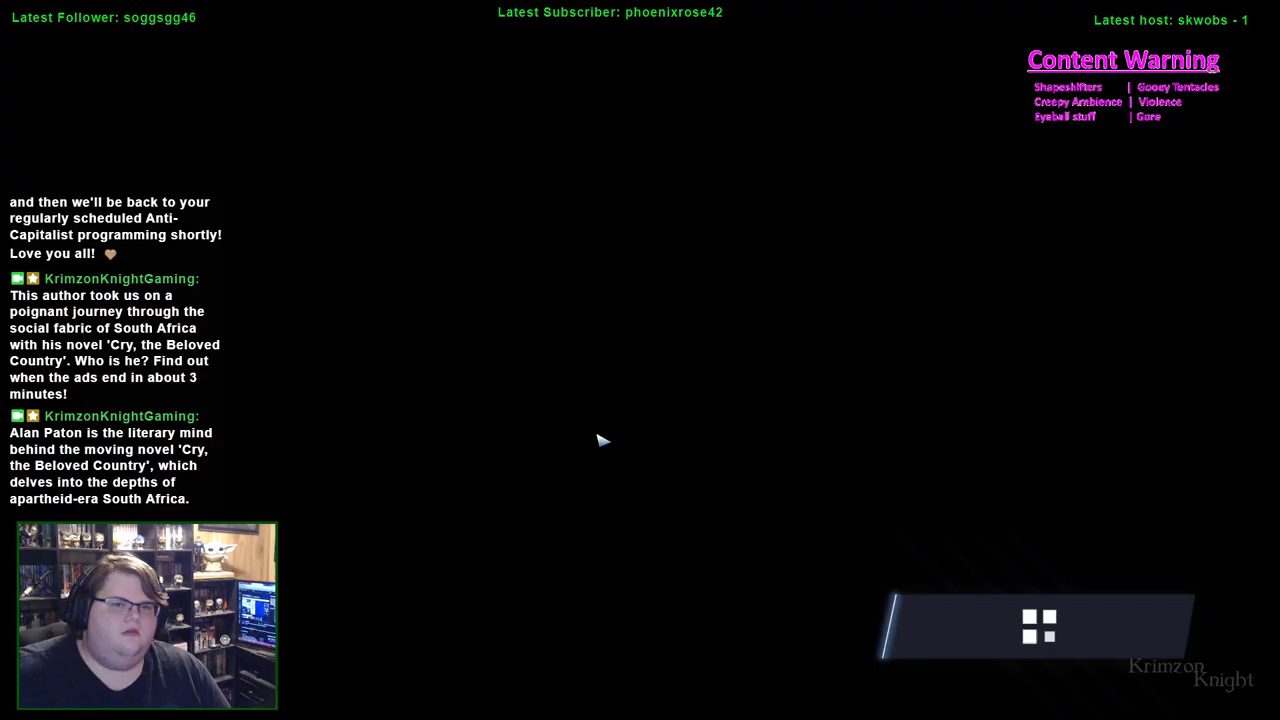 Latest Follower: soggsgg46
Latest Subscriber: phoenixrose42
Latest host: skwobs - 1
Content Warning
Shapeshifters | Gooey Tentacles
Creepy Ambience | Violence
Eyeball stuff | Gore
and then we'll be back to your
regularly scheduled Anti-
Capitalist programming shortly!
Love you all!
KrimzonKnightGaming:
This author took us on a
poignant journey through the
social fabric of South Africa
with his novel 'Cry, the Beloved
Country'. Who is he? Find out
when the ads end in about 3
minutes!
KrimzonKnightGaming:
Alan Paton is the literary mind
behind the moving novel 'Cry,
the Beloved Country', which
delves into the depths of
apartheid-era South Africa.
Krimzon
Knight